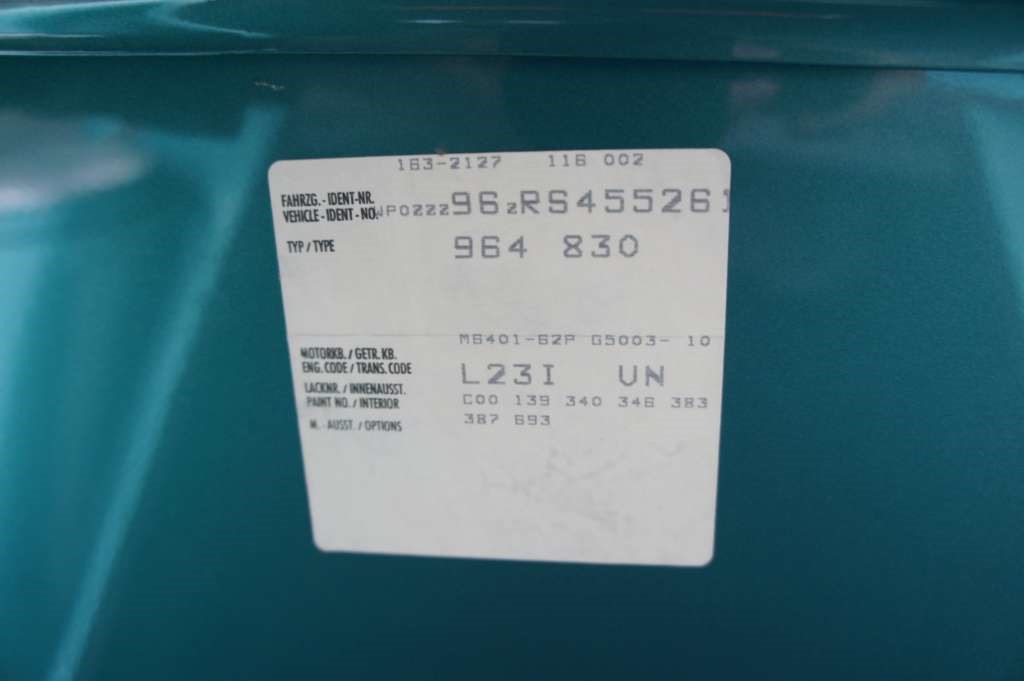 163-2127 116 002
FAHRZG. - IDENT-NR.
VEHICLE - IDENT - NO. WP0ZZZ96ZRS455261
TYP / TYPE 964 830
M6401-62P G5003- 10
MOTORKB. / GETR. KB.
ENG. CODE / TRANS. CODE
L23I UN
LACKNR. / INNENAUSST.
PAINT NO. / INTERIOR
C00 139 340 346 383
387 693
M. - AUSST. / OPTIONS